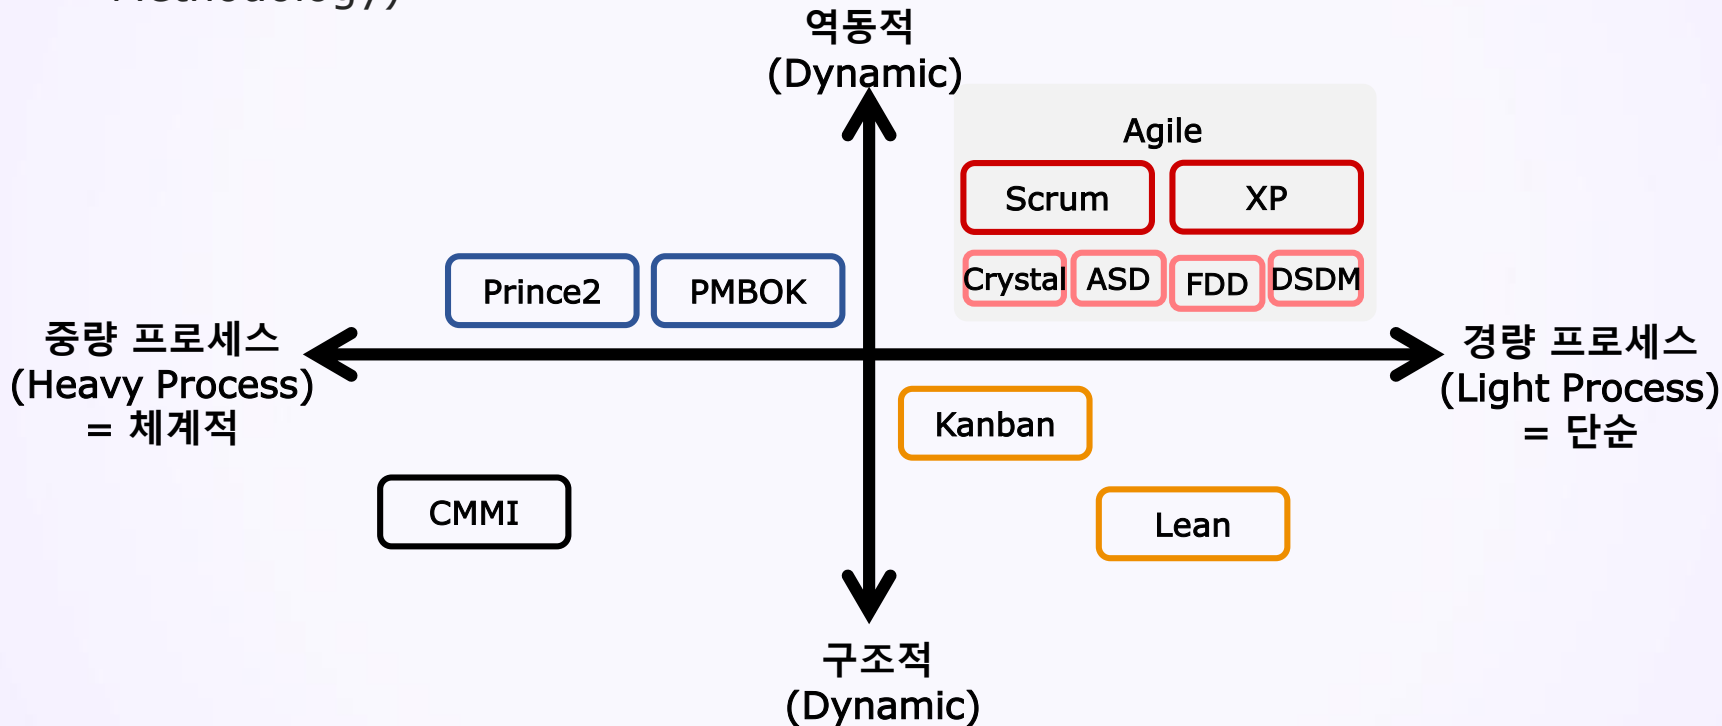 Methodology)
역동적
(Dynamic)
Agile
Scrum
XP
Crystal
ASD
FDD
DSDM
Prince2
PMBOK
중량 프로세스
(Heavy Process)
= 체계적
경량 프로세스
(Light Process)
= 단순
Kanban
CMMI
Lean
구조적
(Dynamic)